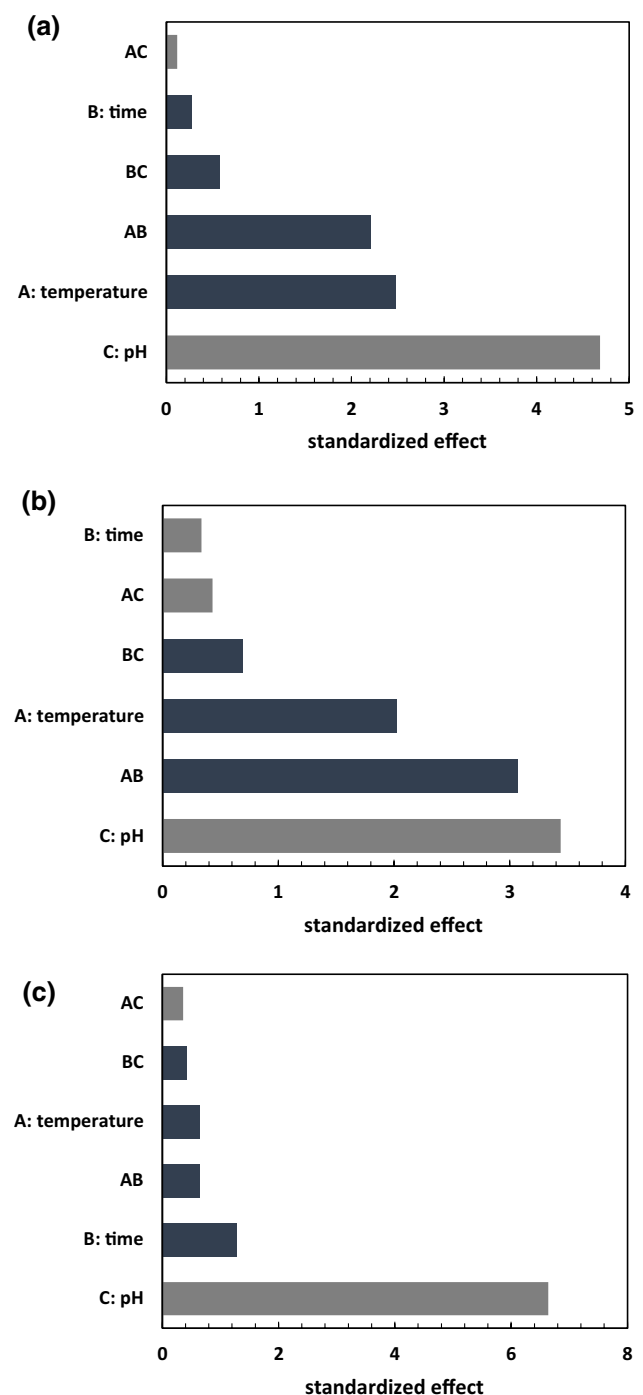 (a)
AC
B: time
BC
AB
A: temperature
C: pH
0 1 2 3 4 5
standardized effect
(b)
B: time
AC
BC
A: temperature
AB
C: pH
0 1 2 3 4
standardized effect
(c)
AC
BC
A: temperature
AB
B: time
C: pH
0 2 4 6 8
standardized effect